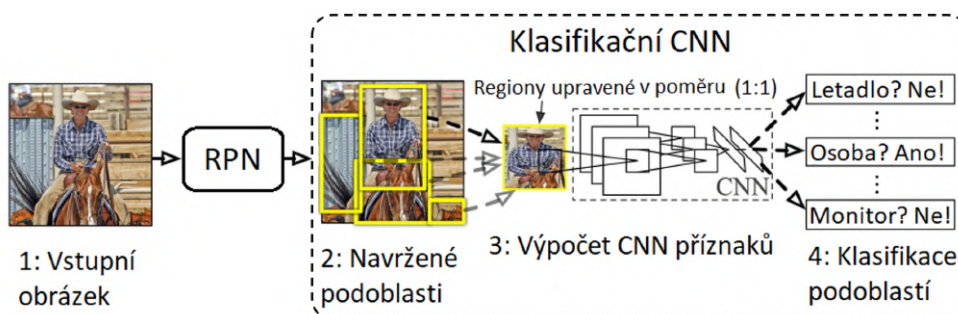 Klasifikační CNN
Regiony upravené v poměru (1:1)
RPN
Letadlo? Ne!
Osoba? Ano!
CNN
Monitor? Ne!
1: Vstupní
obrázek
2: Navržené
podoblasti
3: Výpočet CNN příznaků
4: Klasifikace
podoblastí